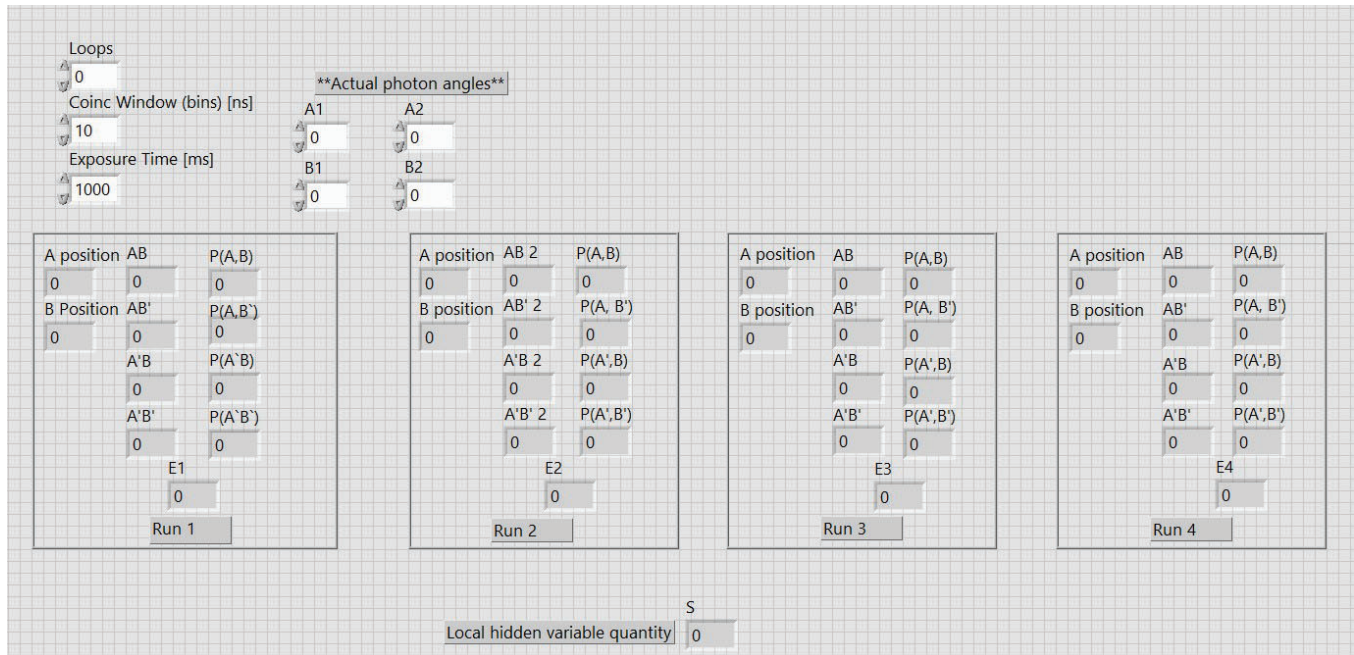 Loops
0
Coinc Window (bins) [ns]
10
Exposure Time [ms]
1000
**Actual photon angles**
A1 A2
0 0
B1 B2
0 0
A position AB P(A,B)
0 0 0
B Position AB' P(A,B`)
0 0 0
A'B P(A`B)
0 0
A'B' P(A`B`)
0 0
E1
0
Run 1
A position AB 2 P(A,B)
0 0 0
B position AB' 2 P(A, B')
0 0 0
A'B 2 P(A',B)
0 0
A'B' 2 P(A',B')
0 0
E2
0
Run 2
A position AB P(A,B)
0 0 0
B position AB' P(A, B')
0 0 0
A'B P(A',B)
0 0
A'B' P(A',B')
0 0
E3
0
Run 3
A position AB P(A,B)
0 0 0
B position AB' P(A, B')
0 0 0
A'B P(A',B)
0 0
A'B' P(A',B')
0 0
E4
0
Run 4
S
Local hidden variable quantity 0